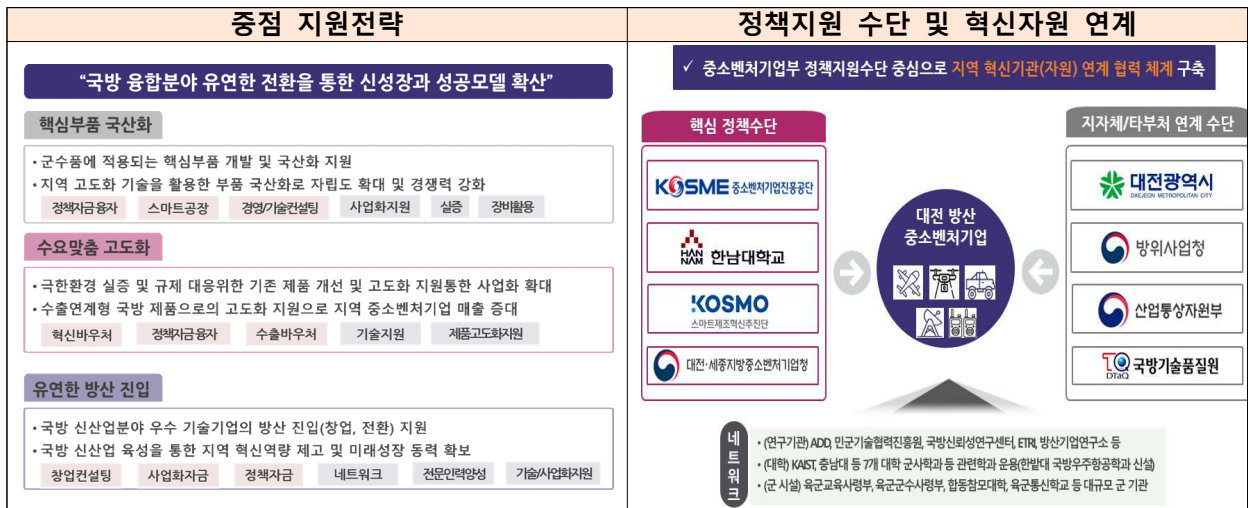 중점 지원전략
“국방 융합분야 유연한 전환을 통한 신성장과 성공모델 확산”
핵심부품 국산화
• 군수품에 적용되는 핵심부품 개발 및 국산화 지원
• 지역 고도화 기술을 활용한 부품 국산화로 자립도 확대 및 경쟁력 강화
정책자금융자 스마트공장 경영/기술컨설팅 사업화지원 실증 장비활용
수요맞춤 고도화
• 극한환경 실증 및 규제 대응위한 기존 제품 개선 및 고도화 지원통한 사업화 확대
• 수출연계형 국방 제품으로의 고도화 지원으로 지역 중소벤처기업 매출 증대
혁신바우처 정책자금융자 수출바우처 기술지원 제품고도화지원
유연한 방산 진입
• 국방 신산업분야 우수 기술기업의 방산 진입(창업, 전환) 지원
• 국방 신산업 육성을 통한 지역 혁신역량 제고 및 미래성장 동력 확보
창업컨설팅 사업화자금 정책자금 네트워크 전문인력양성 기술/사업화지원
정책지원 수단 및 혁신자원 연계
✓ 중소벤처기업부 정책지원수단 중심으로 지역 혁신기관(자원) 연계 협력 체계 구축
핵심 정책수단
KOSME 중소벤처기업진흥공단
HAN NAM 한남대학교
KOSMO
스마트제조혁신추진단
대전·세종지방중소벤처기업청
대전 방산
중소벤처기업
지자체/타부처 연계 수단
대전광역시
DAEJEON METROPOLITAN CITY
방위사업청
산업통상자원부
DTaQ 국방기술품질원
네트워크
• (연구기관) ADD, 민군기술협력진흥원, 국방신뢰성연구센터, ETRI, 방산기업연구소 등
• (대학) KAIST, 충남대 등 7개 대학 군사학과 등 관련학과 운용(한밭대 국방우주항공학과 신설)
• (군 시설) 육군교육사령부, 육군군수사령부, 합동참모대학, 육군통신학교 등 대규모 군 기관